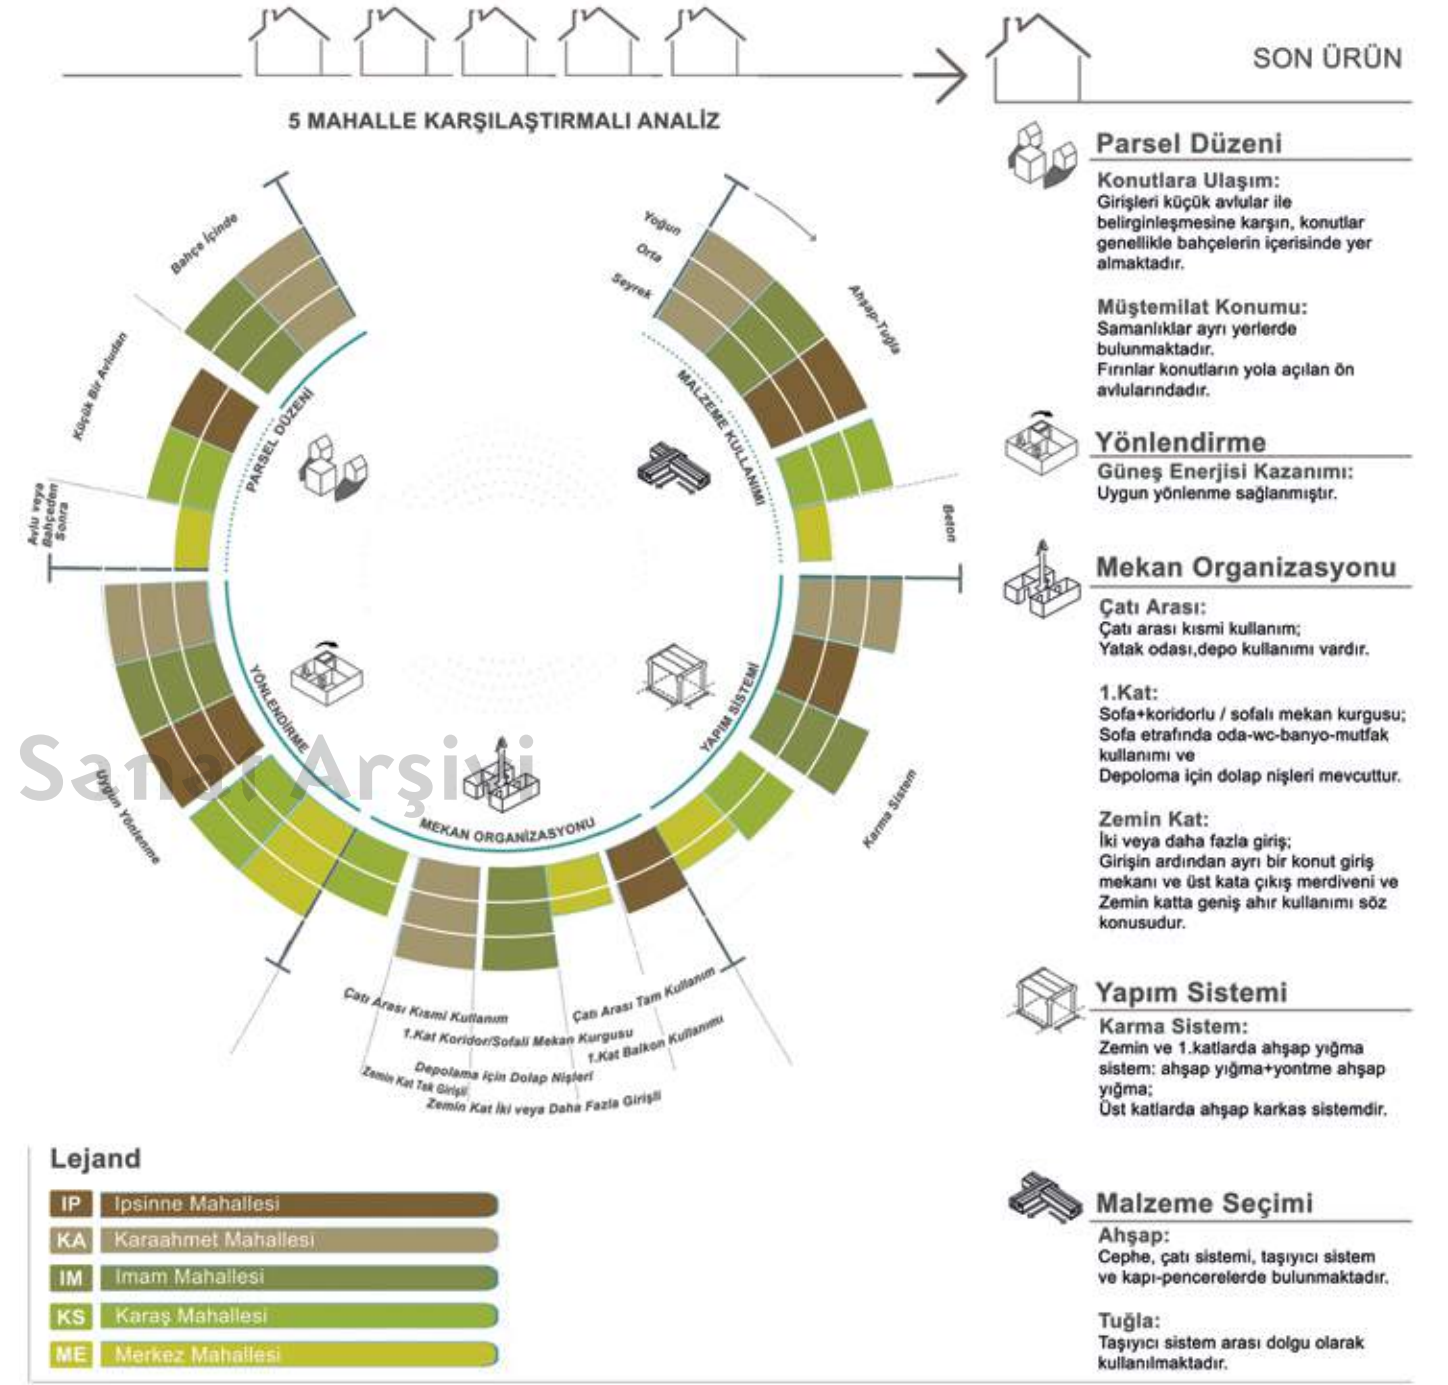 SON ÜRÜN
5 MAHALLE KARŞILAŞTIRMALI ANALİZ
Yoğun
Orta
Seyrek
Bahçe İçinde
Küçük Bir Avludan
Avlu veya
Bahçeden
Sonra
Ahşap-Tuğla
Beton
PARSEL DÜZENİ
MALZEME KULLANIMI
YÖNLENDİRME
YAPIM SİSTEMİ
MEKAN ORGANİZASYONU
Uygun Yönlenme
Karma Sistem
Sanat Arşivi
Çatı Arası Kısmi Kullanım
Çatı Arası Tam Kullanım
1.Kat Koridor/Sofali Mekan Kurgusu
1.Kat Balkon Kullanımı
Depolama için Dolap Nişleri
Zemin Kat Tek Girişli
Zemin Kat İki veya Daha Fazla Girişli
Parsel Düzeni
Konutlara Ulaşım:
Girişleri küçük avlular ile
belirginleşmesine karşın, konutlar
genellikle bahçelerin içerisinde yer
almaktadır.
Müştemilat Konumu:
Samanlıklar ayrı yerlerde
bulunmaktadır.
Fırınlar konutların yola açılan ön
avlularındadır.
Yönlendirme
Güneş Enerjisi Kazanımı:
Uygun yönlenme sağlanmıştır.
Mekan Organizasyonu
Çatı Arası:
Çatı arası kısmi kullanım;
Yatak odası,depo kullanımı vardır.
1.Kat:
Sofa+koridorlu / sofalı mekan kurgusu;
Sofa etrafında oda-wc-banyo-mutfak
kullanımı ve
Depoloma için dolap nişleri mevcuttur.
Zemin Kat:
İki veya daha fazla giriş;
Girişin ardından ayrı bir konut giriş
mekanı ve üst kata çıkış merdiveni ve
Zemin katta geniş ahır kullanımı söz
konusudur.
Yapım Sistemi
Karma Sistem:
Zemin ve 1.katlarda ahşap yığma
sistem: ahşap yığma+yontme ahşap
yığma;
Üst katlarda ahşap karkas sistemdir.
Malzeme Seçimi
Ahşap:
Cephe, çatı sistemi, taşıyıcı sistem
ve kapı-pencerelerde bulunmaktadır.
Tuğla:
Taşıyıcı sistem arası dolgu olarak
kullanılmaktadır.
Lejand
IP Ipsinne Mahallesi
KA Karaahmet Mahallesi
IM Imam Mahallesi
KS Karaş Mahallesi
ME Merkez Mahallesi